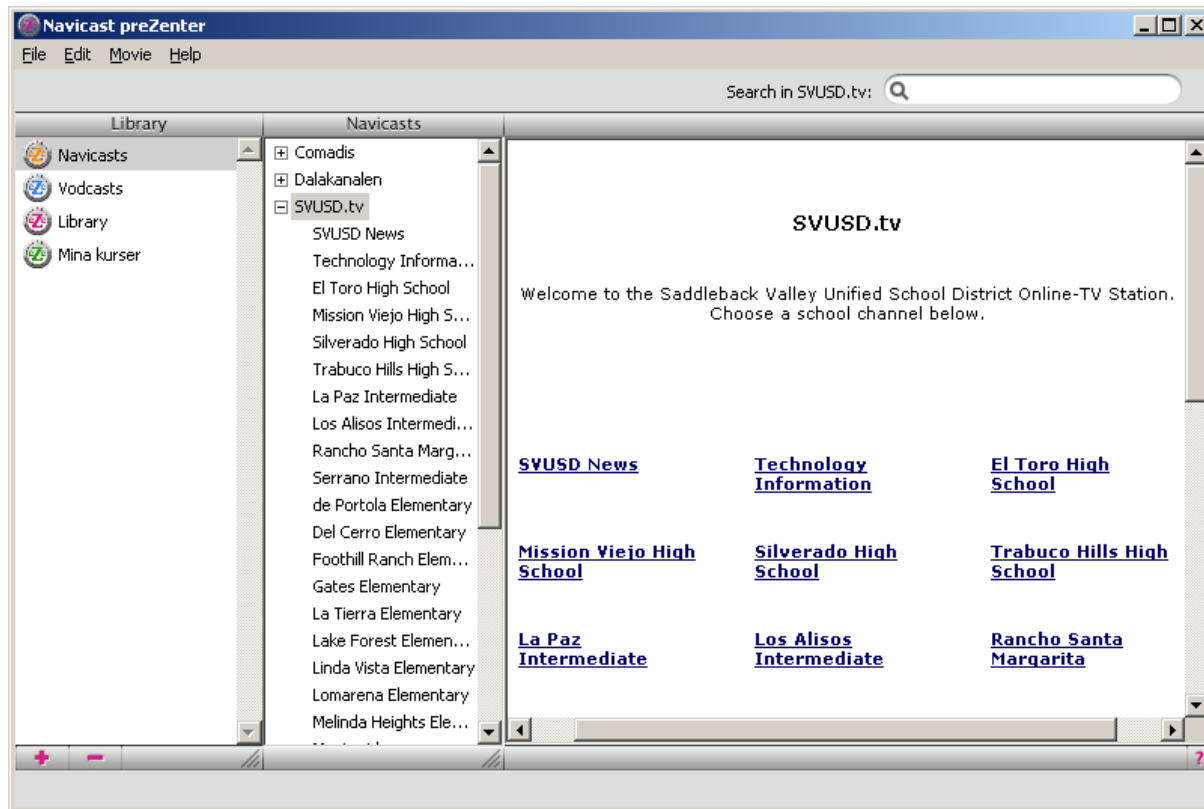 Navicast preZenter
File Edit Movie Help
Search in SVUSD.tv:
Library
Navicasts
Vodcasts
Library
Mina kurser
Navicasts
Comadis
Dalakanalen
SVUSD.tv
SVUSD News
Technology Informa...
El Toro High School
Mission Viejo High S...
Silverado High School
Trabuco Hills High S...
La Paz Intermediate
Los Alisos Intermedi...
Rancho Santa Marg...
Serrano Intermediate
de Portola Elementary
Del Cerro Elementary
Foothill Ranch Elem...
Gates Elementary
La Tierra Elementary
Lake Forest Elemen...
Linda Vista Elementary
Lomarena Elementary
Melinda Heights Ele...
SVUSD.tv
Welcome to the Saddleback Valley Unified School District Online-TV Station.
Choose a school channel below.
SVUSD News
Technology
Information
El Toro High
School
Mission Viejo High
School
Silverado High
School
Trabuco Hills High
School
La Paz
Intermediate
Los Alisos
Intermediate
Rancho Santa
Margarita